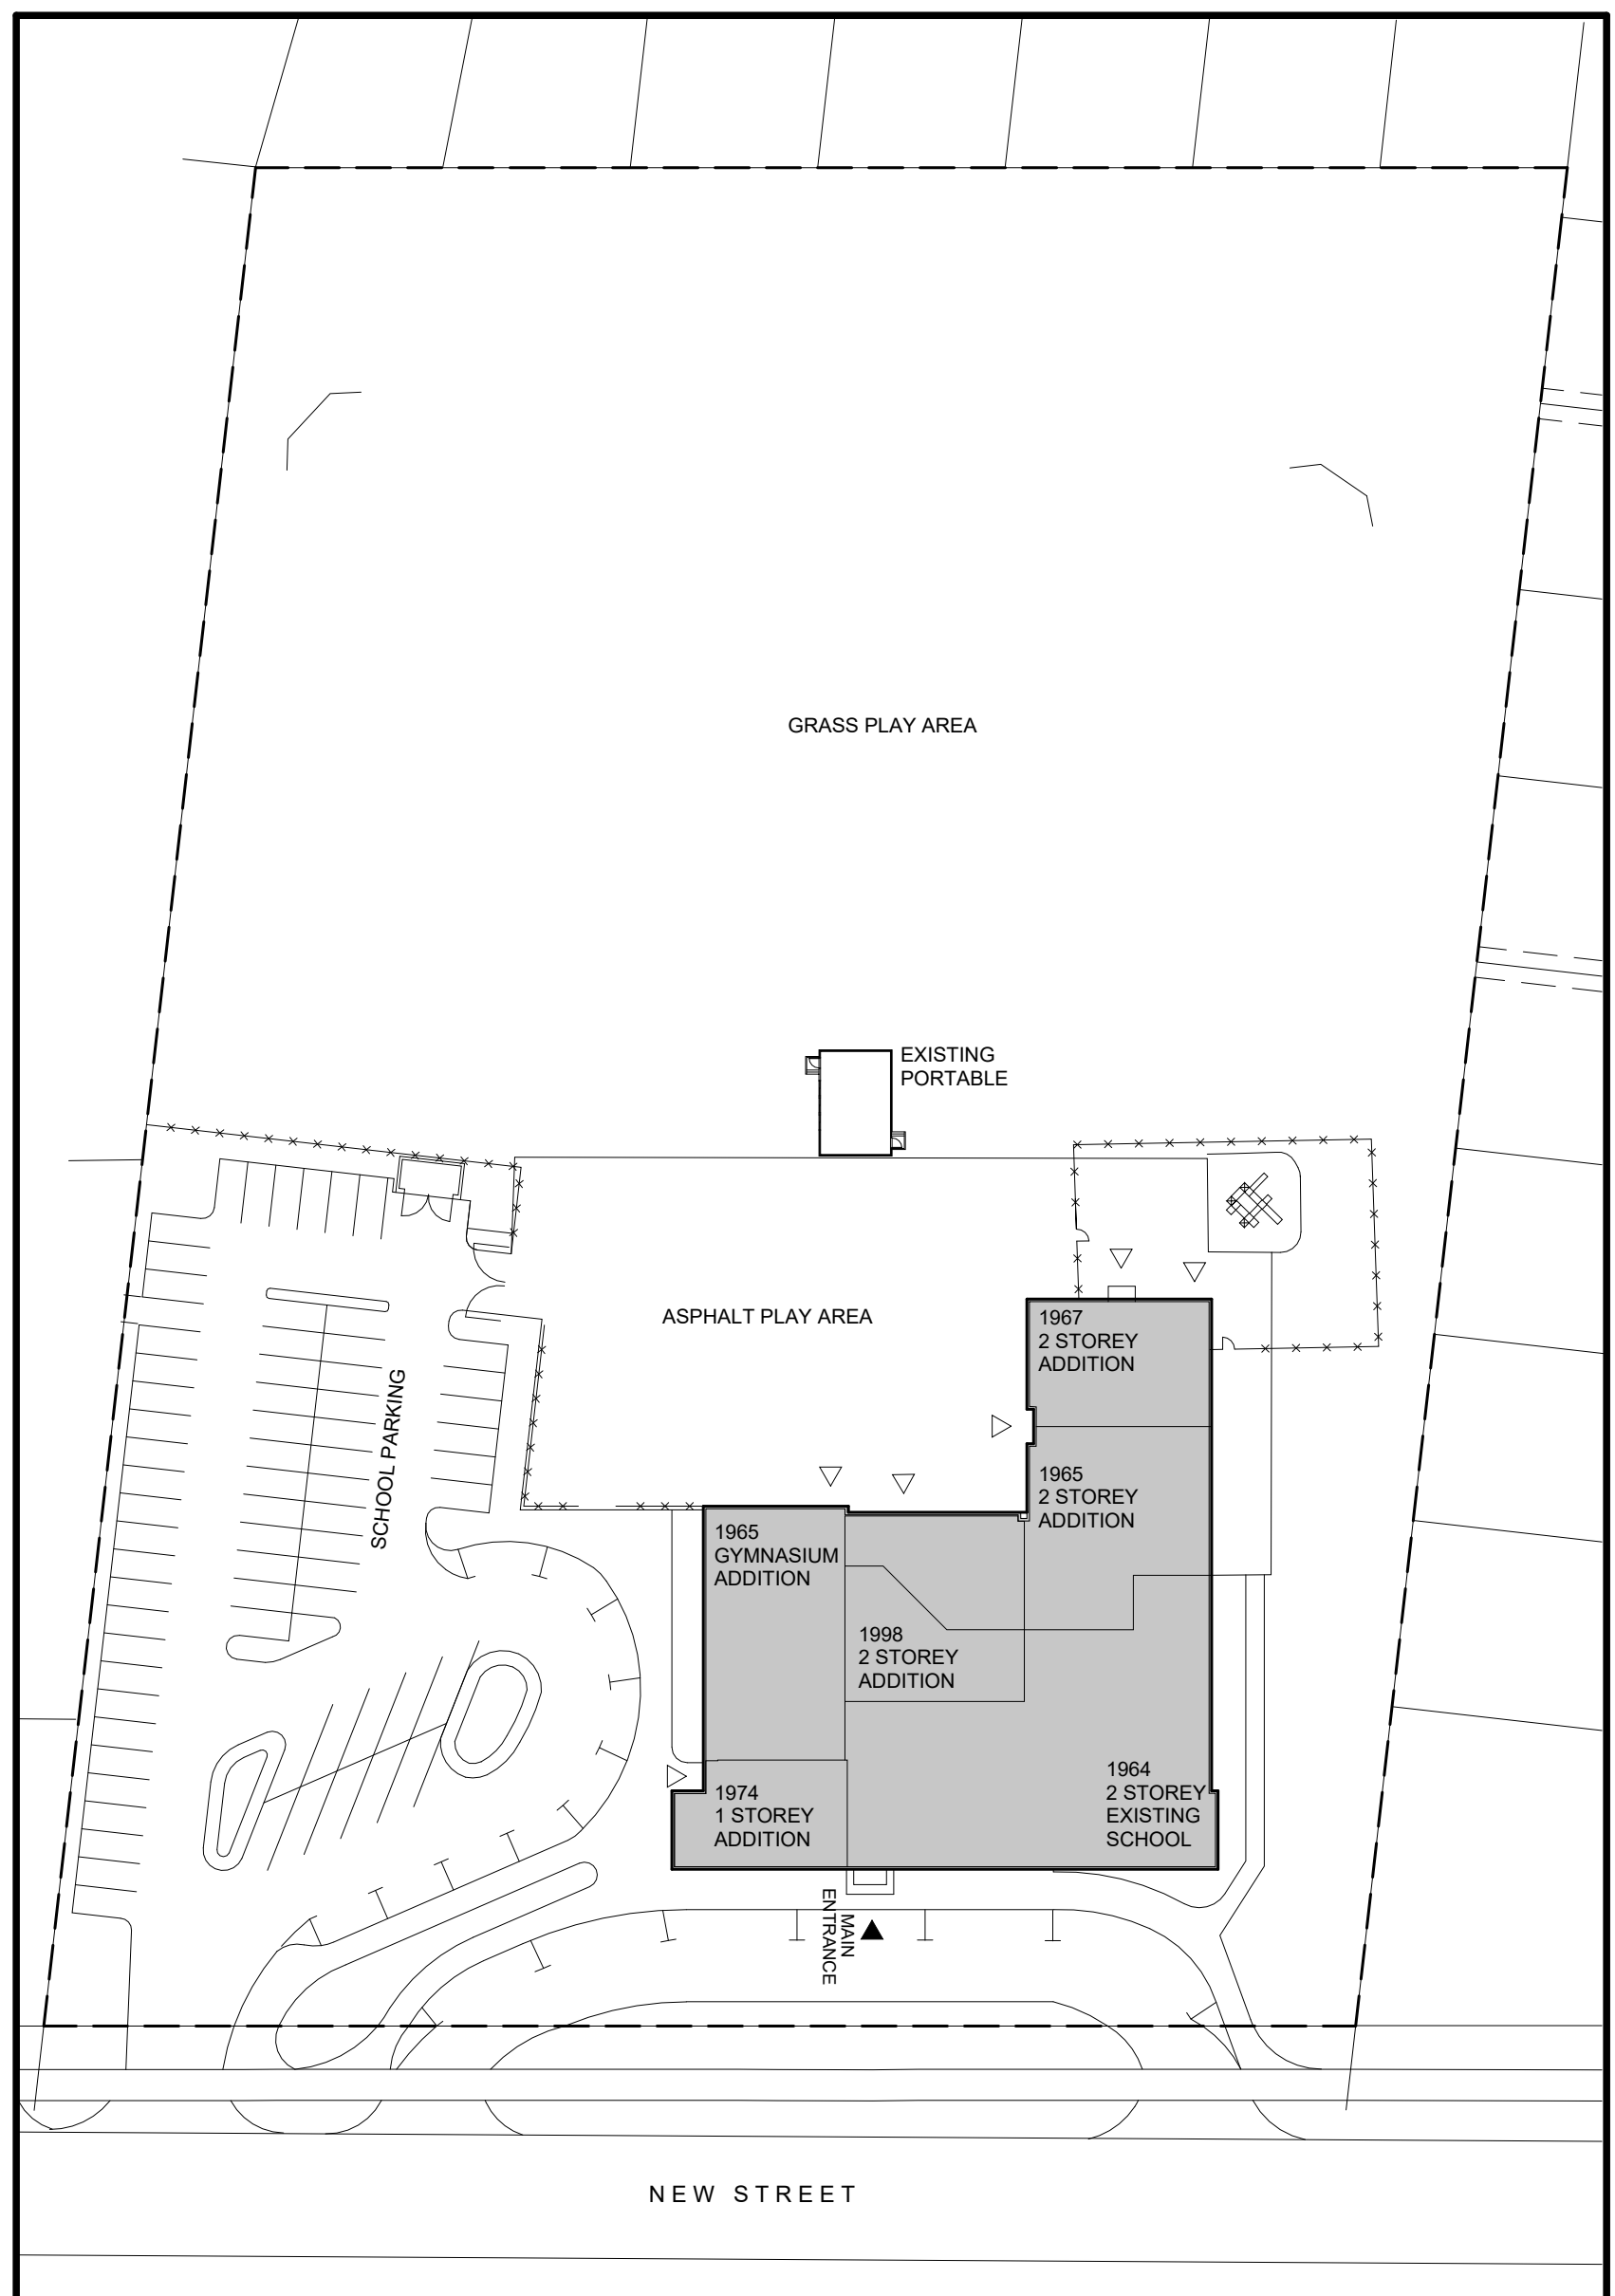 GRASS PLAY AREA
EXISTING
PORTABLE
ASPHALT PLAY AREA
1967
2 STOREY
ADDITION
SCHOOL PARKING
1965
2 STOREY
ADDITION
1965
GYMNASIUM
ADDITION
1998
2 STOREY
ADDITION
1964
2 STOREY
EXISTING
SCHOOL
1974
1 STOREY
ADDITION
MAIN
ENTRANCE
NEW STREET